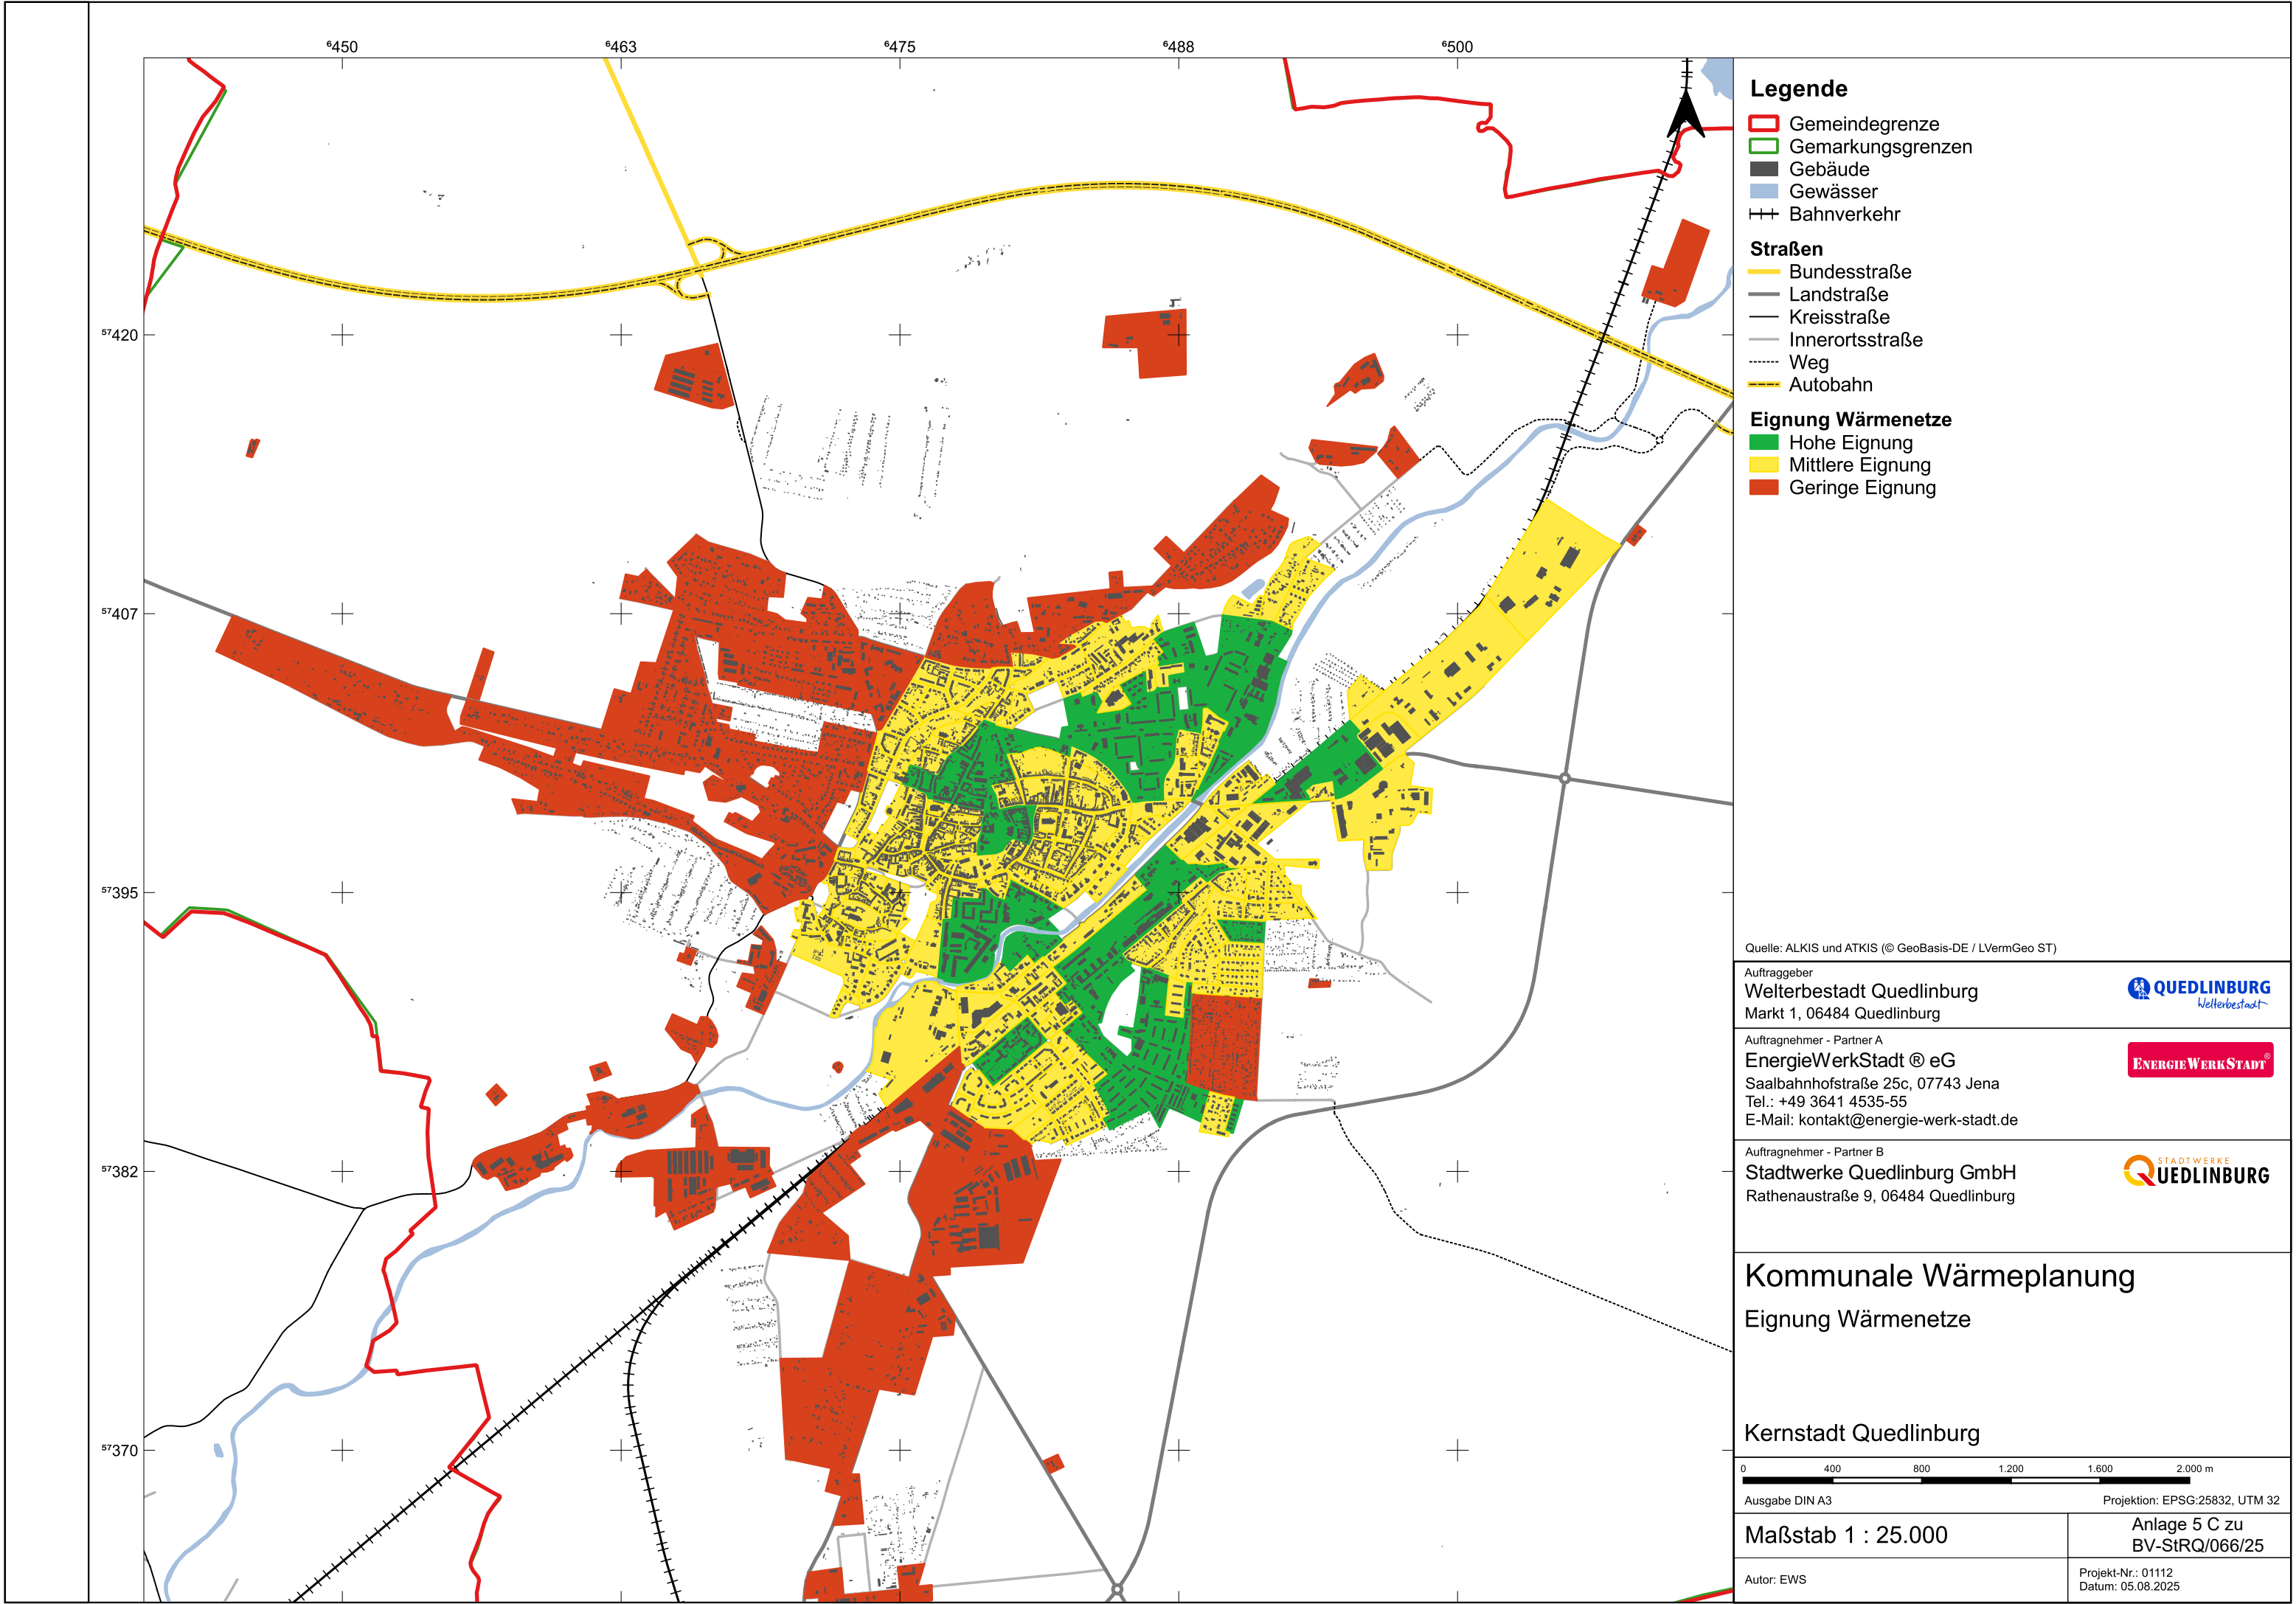 ⁶450 ⁶463 ⁶475 ⁶488 ⁶500
⁵⁷420
⁵⁷407
⁵⁷395
⁵⁷382
⁵⁷370
Legende
Gemeindegrenze
Gemarkungsgrenzen
Gebäude
Gewässer
Bahnverkehr
Straßen
Bundesstraße
Landstraße
Kreisstraße
Innerortsstraße
Weg
Autobahn
Eignung Wärmenetze
Hohe Eignung
Mittlere Eignung
Geringe Eignung
Quelle: ALKIS und ATKIS (© GeoBasis-DE / LVermGeo ST)
Auftraggeber
Welterbestadt Quedlinburg
Markt 1, 06484 Quedlinburg
QUEDLINBURG
Welterbestadt
Auftragnehmer - Partner A
EnergieWerkStadt ® eG
Saalbahnhofstraße 25c, 07743 Jena
Tel.: +49 3641 4535-55
E-Mail: kontakt@energie-werk-stadt.de
ENERGIEWERKSTADT®
Auftragnehmer - Partner B
Stadtwerke Quedlinburg GmbH
Rathenaustraße 9, 06484 Quedlinburg
STADTWERKE
QUEDLINBURG
Kommunale Wärmeplanung
Eignung Wärmenetze
Kernstadt Quedlinburg
0 400 800 1.200 1.600 2.000 m
Ausgabe DIN A3 Projektion: EPSG:25832, UTM 32
Maßstab 1 : 25.000
Anlage 5 C zu
BV-StRQ/066/25
Autor: EWS
Projekt-Nr.: 01112
Datum: 05.08.2025